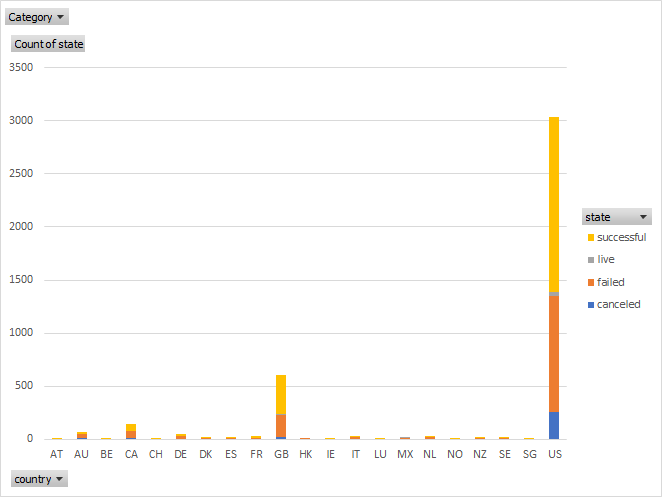 Category
Count of state
3500
3000
2500
2000
1500
1000
500
0
AT AU BE CA CH DE DK ES FR GB HK IE IT LU MX NL NO NZ SE SG US
state
successful
live
failed
canceled
country